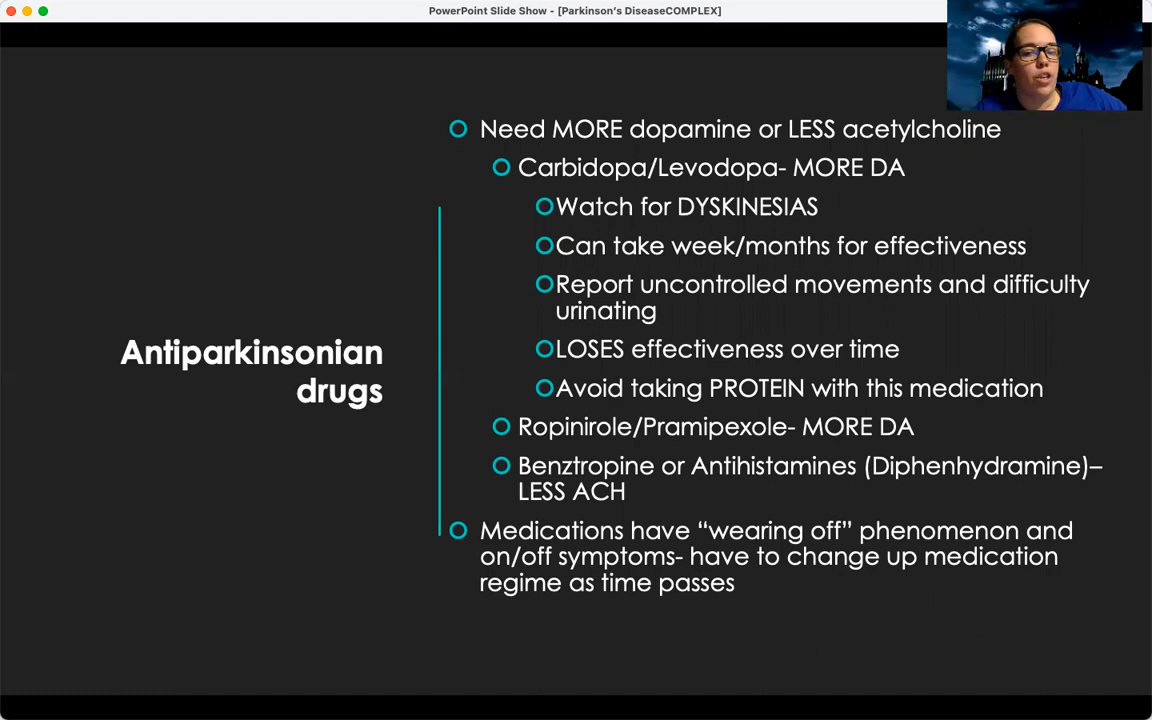 PowerPoint Slide Show - [Parkinson's DiseaseCOMPLEX]
Antiparkinsonian
drugs
Need MORE dopamine or LESS acetylcholine
Carbidopa/Levodopa- MORE DA
Watch for DYSKINESIAS
Can take week/months for effectiveness
Report uncontrolled movements and difficulty
urinating
LOSES effectiveness over time
Avoid taking PROTEIN with this medication
Ropinirole/Pramipexole- MORE DA
Benztropine or Antihistamines (Diphenhydramine)–
LESS ACH
Medications have “wearing off” phenomenon and
on/off symptoms- have to change up medication
regime as time passes